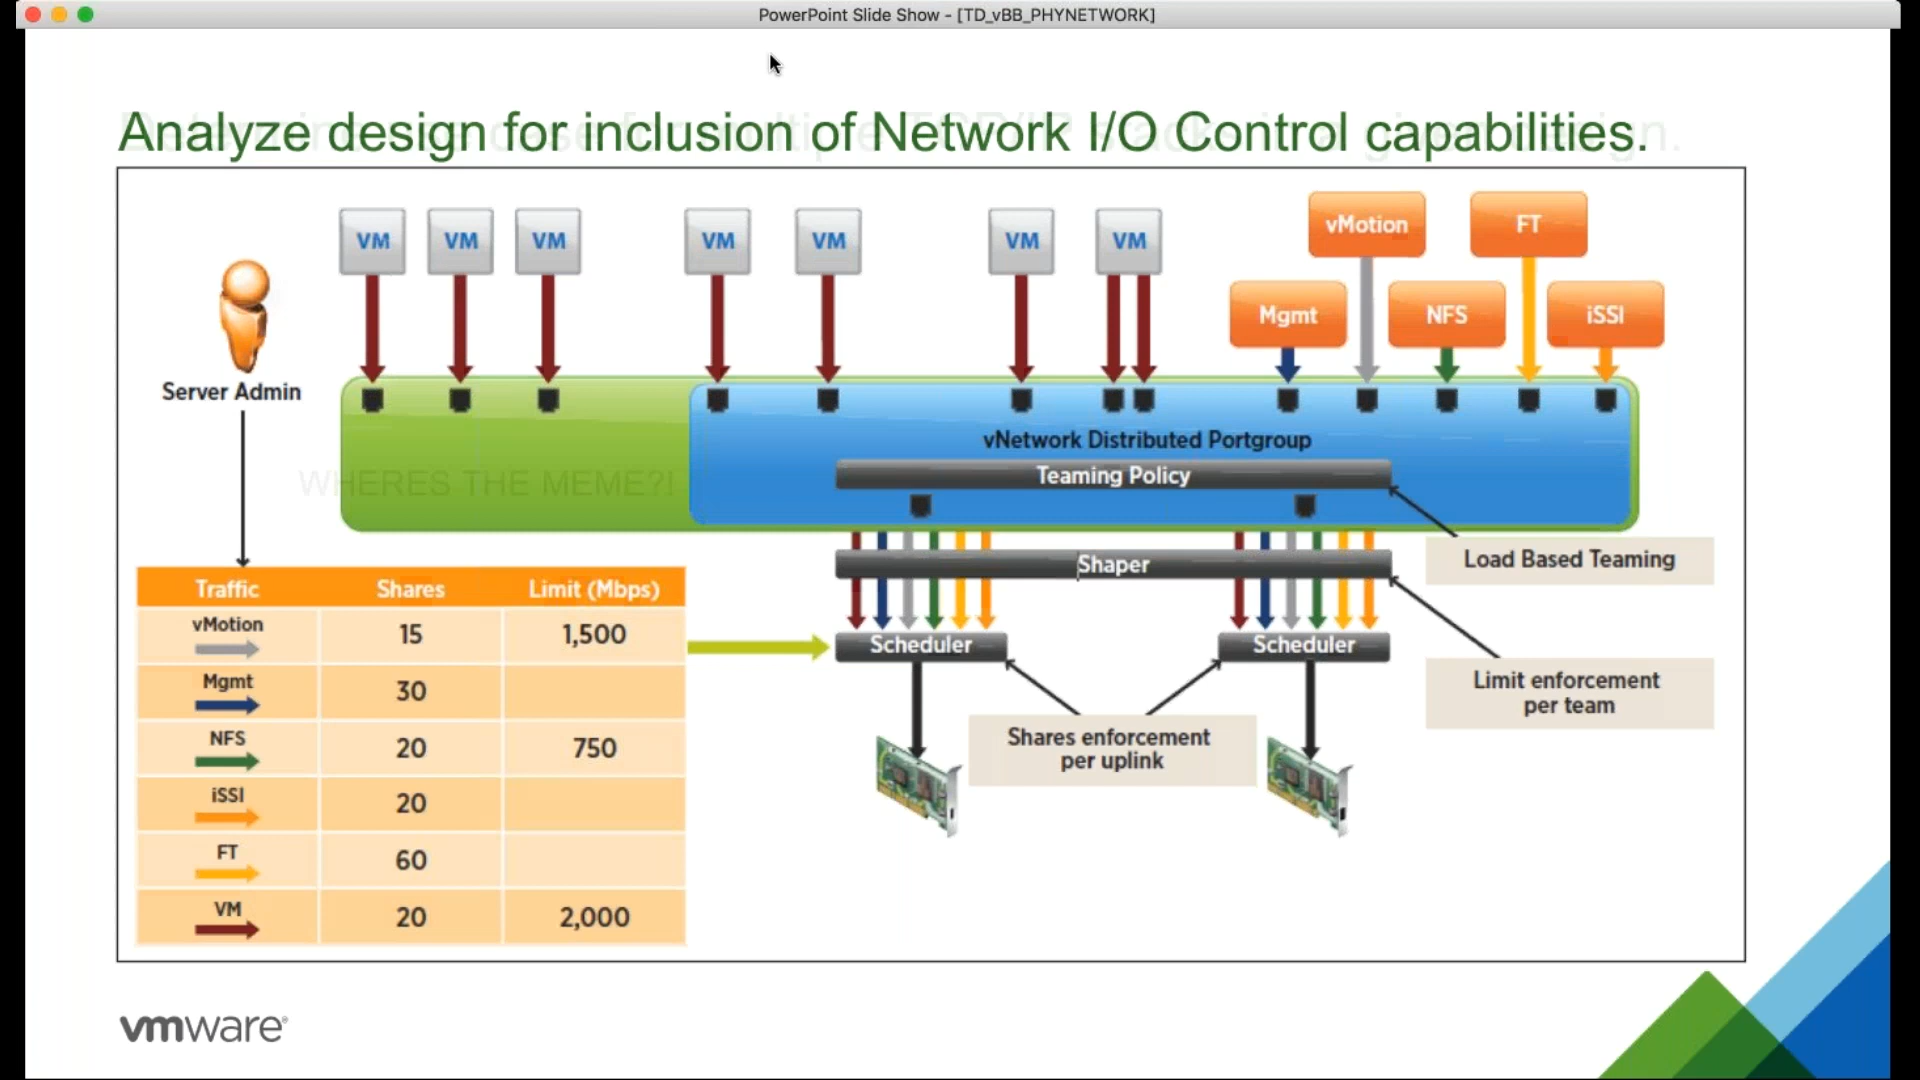 PowerPoint Slide Show - [TD_vBB_PHYNETWORK]
Analyze design for inclusion of Network I/O Control capabilities.
VM
VM
VM
VM
VM
VM
VM
vMotion
FT
Mgmt
NFS
iSSI
Server Admin
vNetwork Distributed Portgroup
Teaming Policy
WHERES THE MEME?!
Shaper
Load Based Teaming
Scheduler
Scheduler
Limit enforcement
per team
Shares enforcement
per uplink
Traffic Shares Limit (Mbps)
vMotion 15 1,500
Mgmt 30
NFS 20 750
iSSI 20
FT 60
VM 20 2,000
vmware®